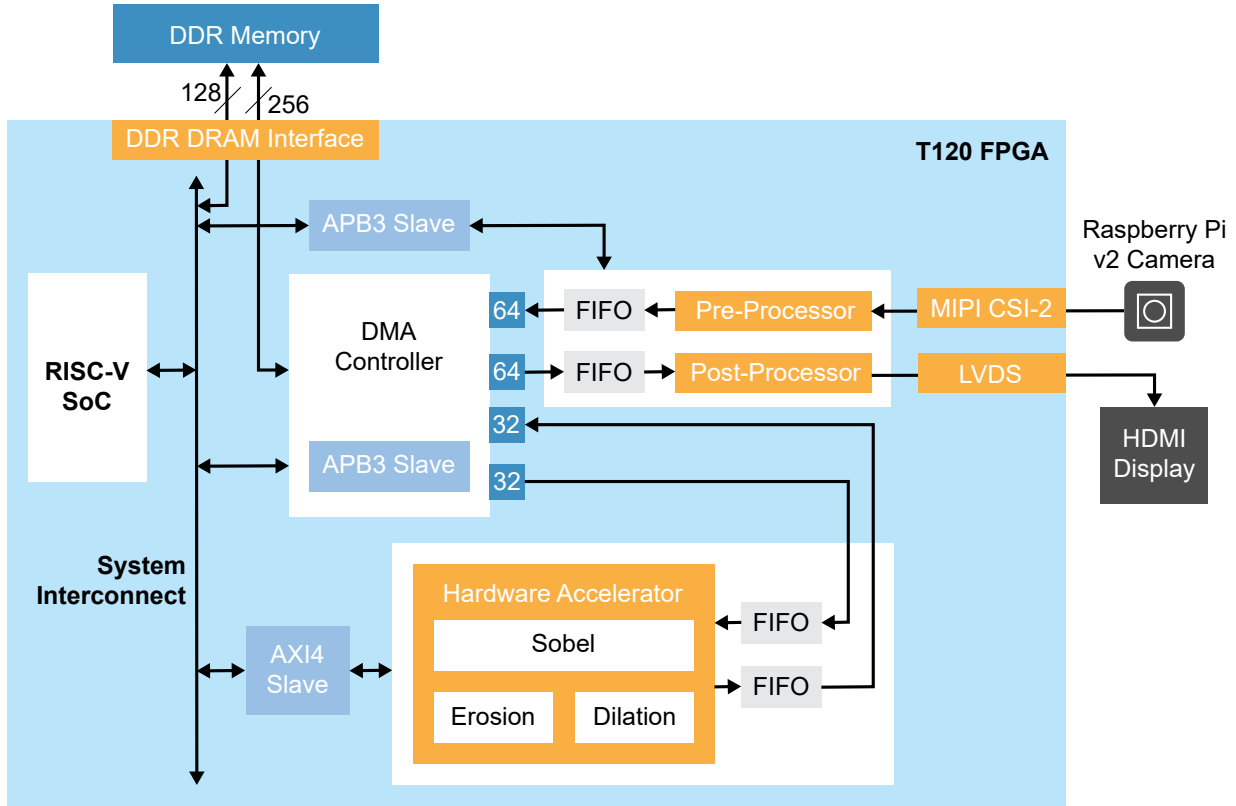 DDR Memory
128
256
DDR DRAM Interface
T120 FPGA
APB3 Slave
Raspberry Pi
v2 Camera
64
FIFO
Pre-Processor
MIPI CSI-2
DMA
Controller
RISC-V
SoC
64
FIFO
Post-Processor
LVDS
32
HDMI
Display
APB3 Slave
32
System
Interconnect
Hardware Accelerator
FIFO
Sobel
AXI4
Slave
FIFO
Erosion
Dilation